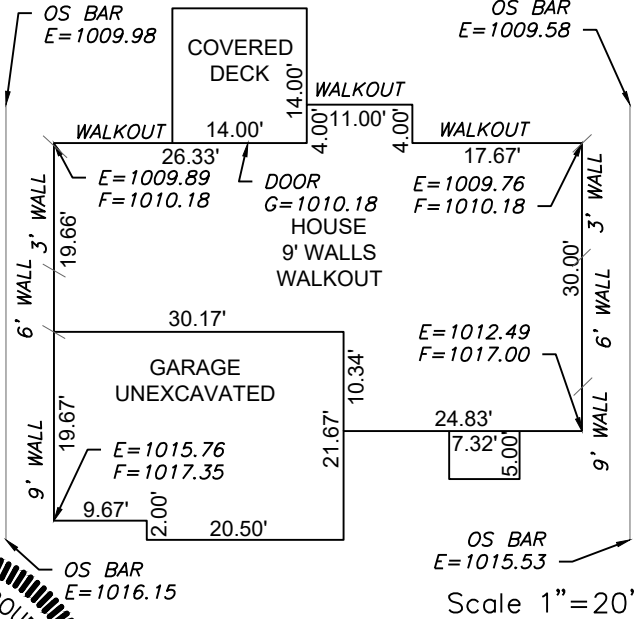 OS BAR
E=1009.98
OS BAR
E=1009.58
COVERED
DECK
14.00'
WALKOUT
11.00'
WALKOUT
14.00'
4.00'
4.00'
WALKOUT
26.33'
17.67'
E=1009.89
F=1010.18
DOOR
G=1010.18
E=1009.76
F=1010.18
3' WALL
19.66'
HOUSE
9' WALLS
WALKOUT
3' WALL
30.00'
6' WALL
6' WALL
30.17'
E=1012.49
F=1017.00
GARAGE
UNEXCAVATED
10.34'
19.67'
21.67'
24.83'
7.32'
5.00'
9' WALL
9' WALL
E=1015.76
F=1017.35
9.67'
2.00'
20.50'
OS BAR
E=1016.15
OS BAR
E=1015.53
Scale 1"=20'